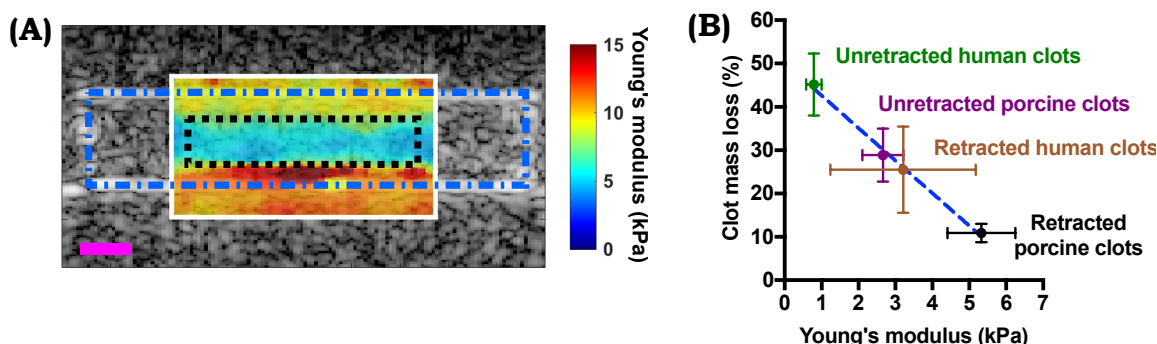 (A)
15
10
5
0
Young's modulus (kPa)
(B)
Clot mass loss (%)
60
50
40
30
20
10
0
Unretracted human clots
Unretracted porcine clots
Retracted human clots
Retracted
porcine clots
0 1 2 3 4 5 6 7
Young's modulus (kPa)